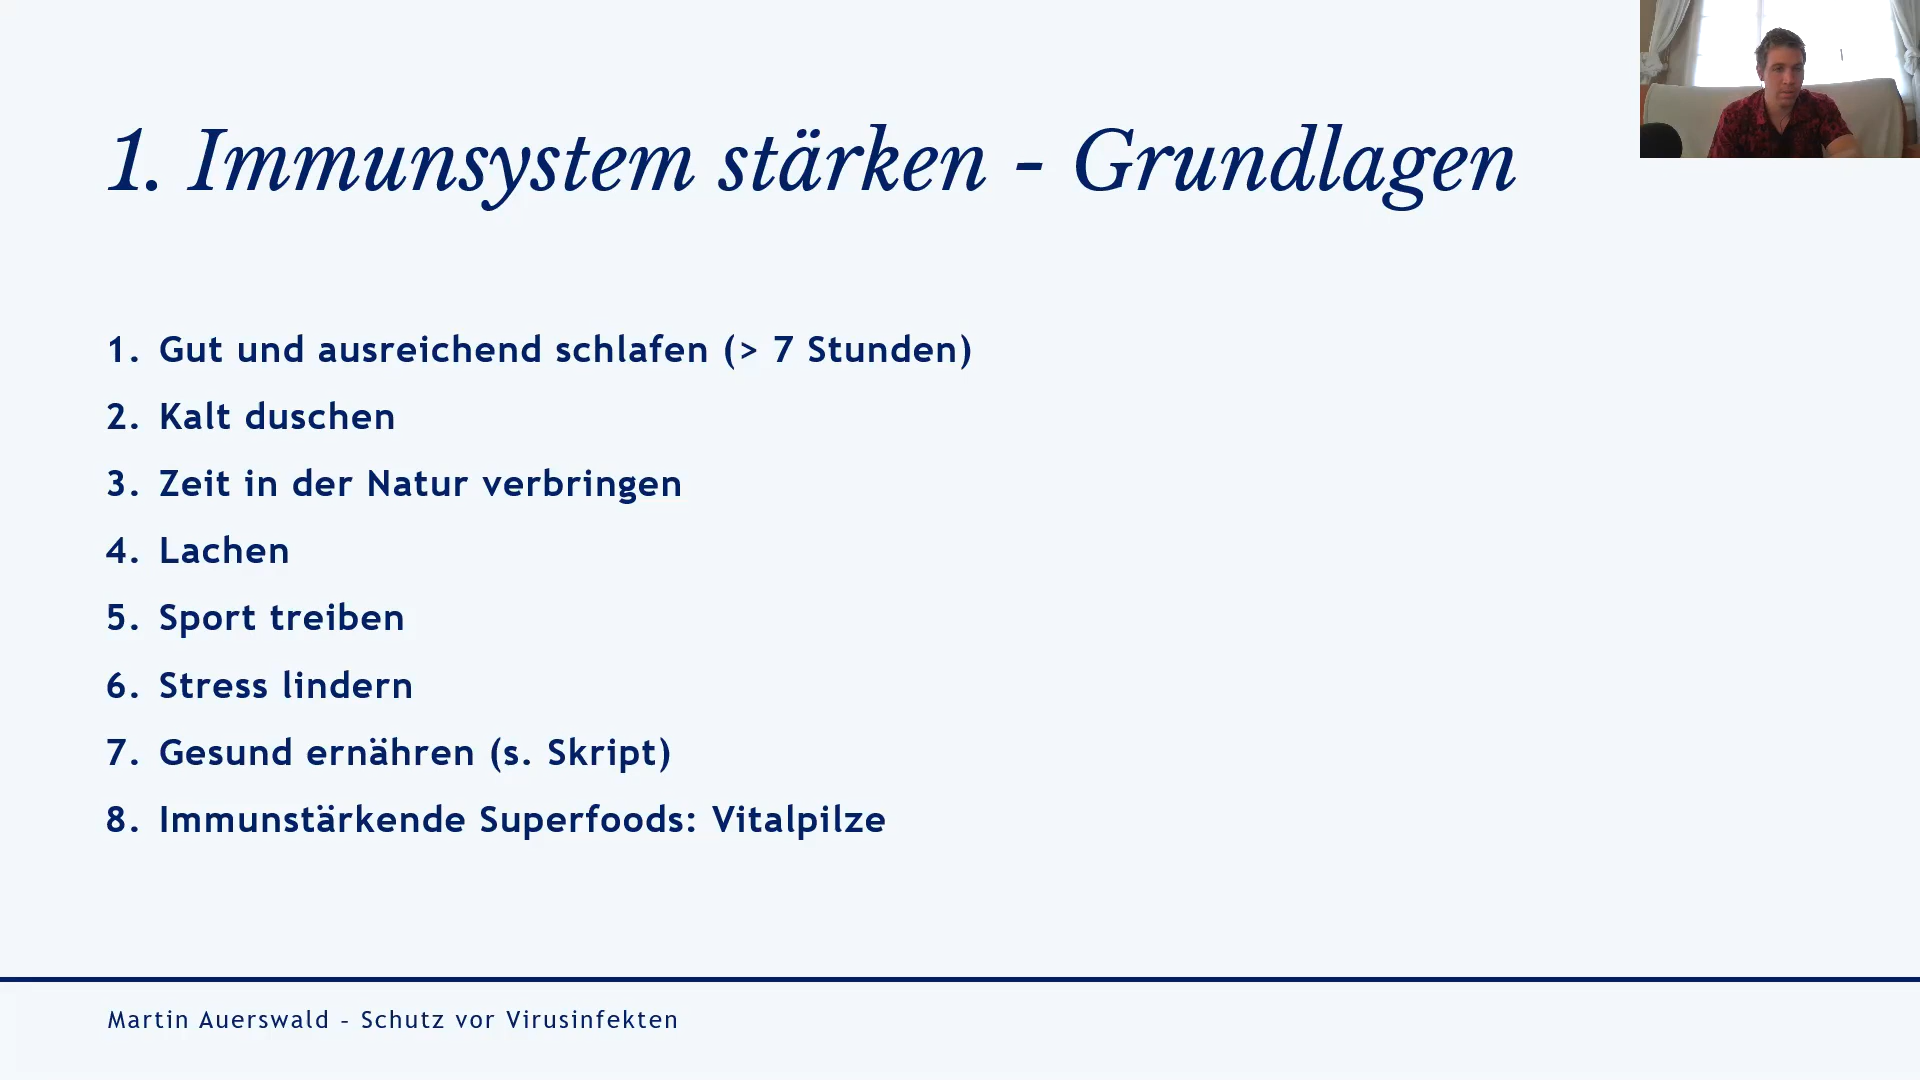 1. Immunsystem stärken - Grundlagen
1. Gut und ausreichend schlafen (> 7 Stunden)
2. Kalt duschen
3. Zeit in der Natur verbringen
4. Lachen
5. Sport treiben
6. Stress lindern
7. Gesund ernähren (s. Skript)
8. Immunstärkende Superfoods: Vitalpilze
Martin Auerswald – Schutz vor Virusinfekten